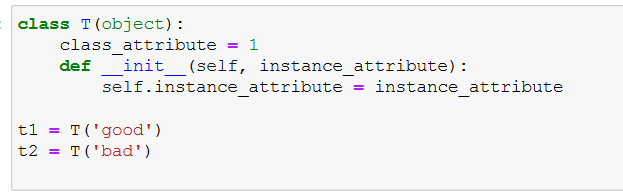 class T(object):
    class_attribute = 1
    def __init__(self, instance_attribute):
        self.instance_attribute = instance_attribute

t1 = T('good')
t2 = T('bad')